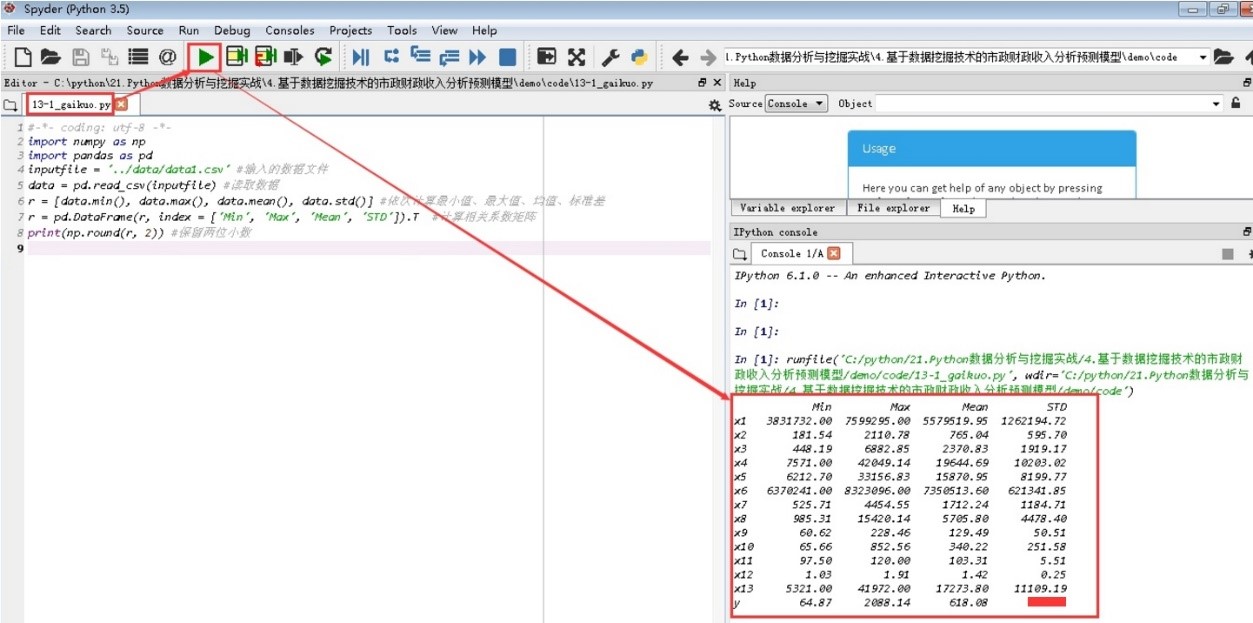 Spyder (Python 3.5)
File Edit Search Source Run Debug Consoles Projects Tools View Help
1.Python数据分析与挖掘实战\4.基于数据挖掘技术的市政财政收入分析预测模型\demo\code
Editor - C:\python\21.Python数据分析与挖掘实战\4.基于数据挖掘技术的市政财政收入分析预测模型\demo\code\13-1_gaikuo.py
13-1_gaikuo.py
1 #-*- coding: utf-8 -*-
2 import numpy as np
3 import pandas as pd
4 inputfile = '../data/data1.csv' #输入的数据文件
5 data = pd.read_csv(inputfile) #读取数据
6 r = [data.min(), data.max(), data.mean(), data.std()] #依次计算最小值、最大值、均值、标准差
7 r = pd.DataFrame(r, index = ['Min', 'Max', 'Mean', 'STD']).T #计算相关系数矩阵
8 print(np.round(r, 2)) #保留两位小数
9
Help
Source Console Object
Usage
Here you can get help of any object by pressing
Variable explorer File explorer Help
IPython console
Console 1/A
IPython 6.1.0 -- An enhanced Interactive Python.
In [1]:
In [1]:
In [1]: runfile('C:/python/21.Python数据分析与挖掘实战/4.基于数据挖掘技术的市政财
政收入分析预测模型/demo/code/13-1_gaikuo.py', wdir='C:/python/21.Python数据分析与
挖掘实战/4.基于数据挖掘技术的市政财政收入分析预测模型/demo/code')
Min Max Mean STD
x1 3831732.00 7599295.00 5579519.95 1262194.72
x2 181.54 2110.78 765.04 595.70
x3 448.19 6882.85 2370.83 1919.17
x4 7571.00 42049.14 19644.69 10203.02
x5 6212.70 33156.83 15870.95 8199.77
x6 6370241.00 8323096.00 7350513.60 621341.85
x7 525.71 4454.55 1712.24 1184.71
x8 985.31 15420.14 5705.80 4478.40
x9 60.62 228.46 129.49 50.51
x10 65.66 852.56 340.22 251.58
x11 97.50 120.00 103.31 5.51
x12 1.03 1.91 1.42 0.25
x13 5321.00 41972.00 17273.80 11109.19
y 64.87 2088.14 618.08